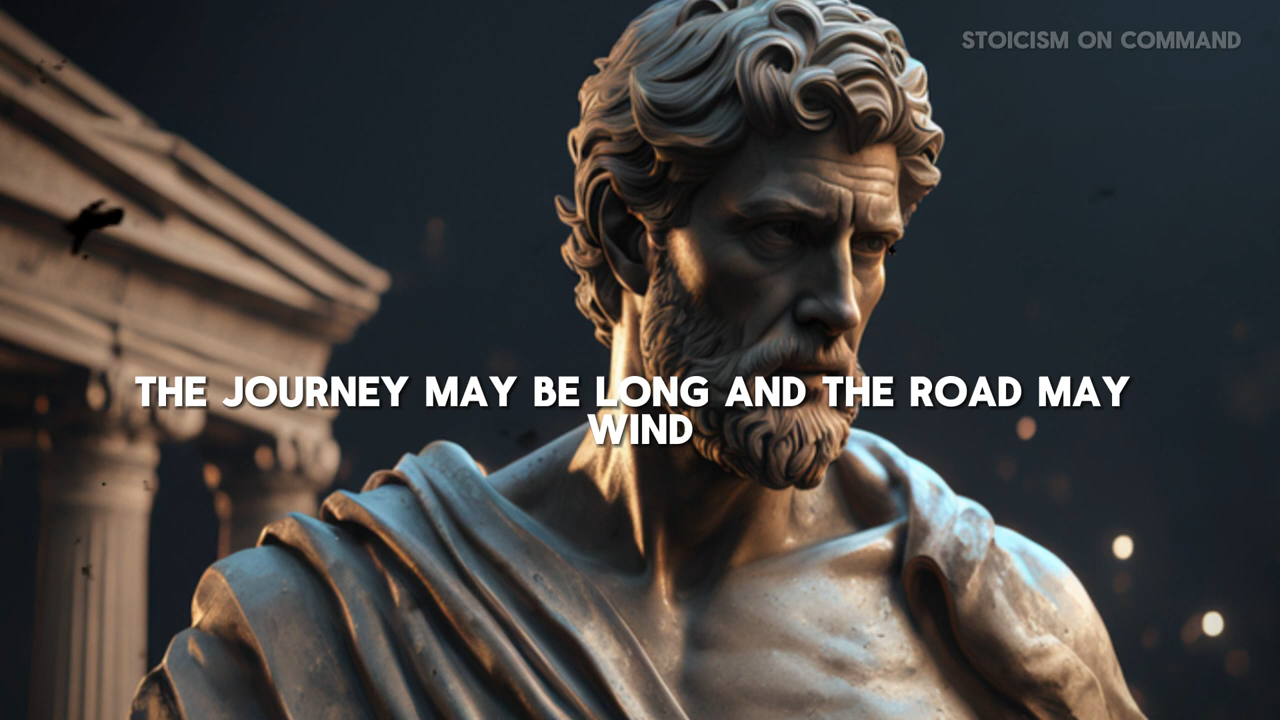 STOICISM ON COMMAND
THE JOURNEY MAY BE LONG AND THE ROAD MAY
WIND